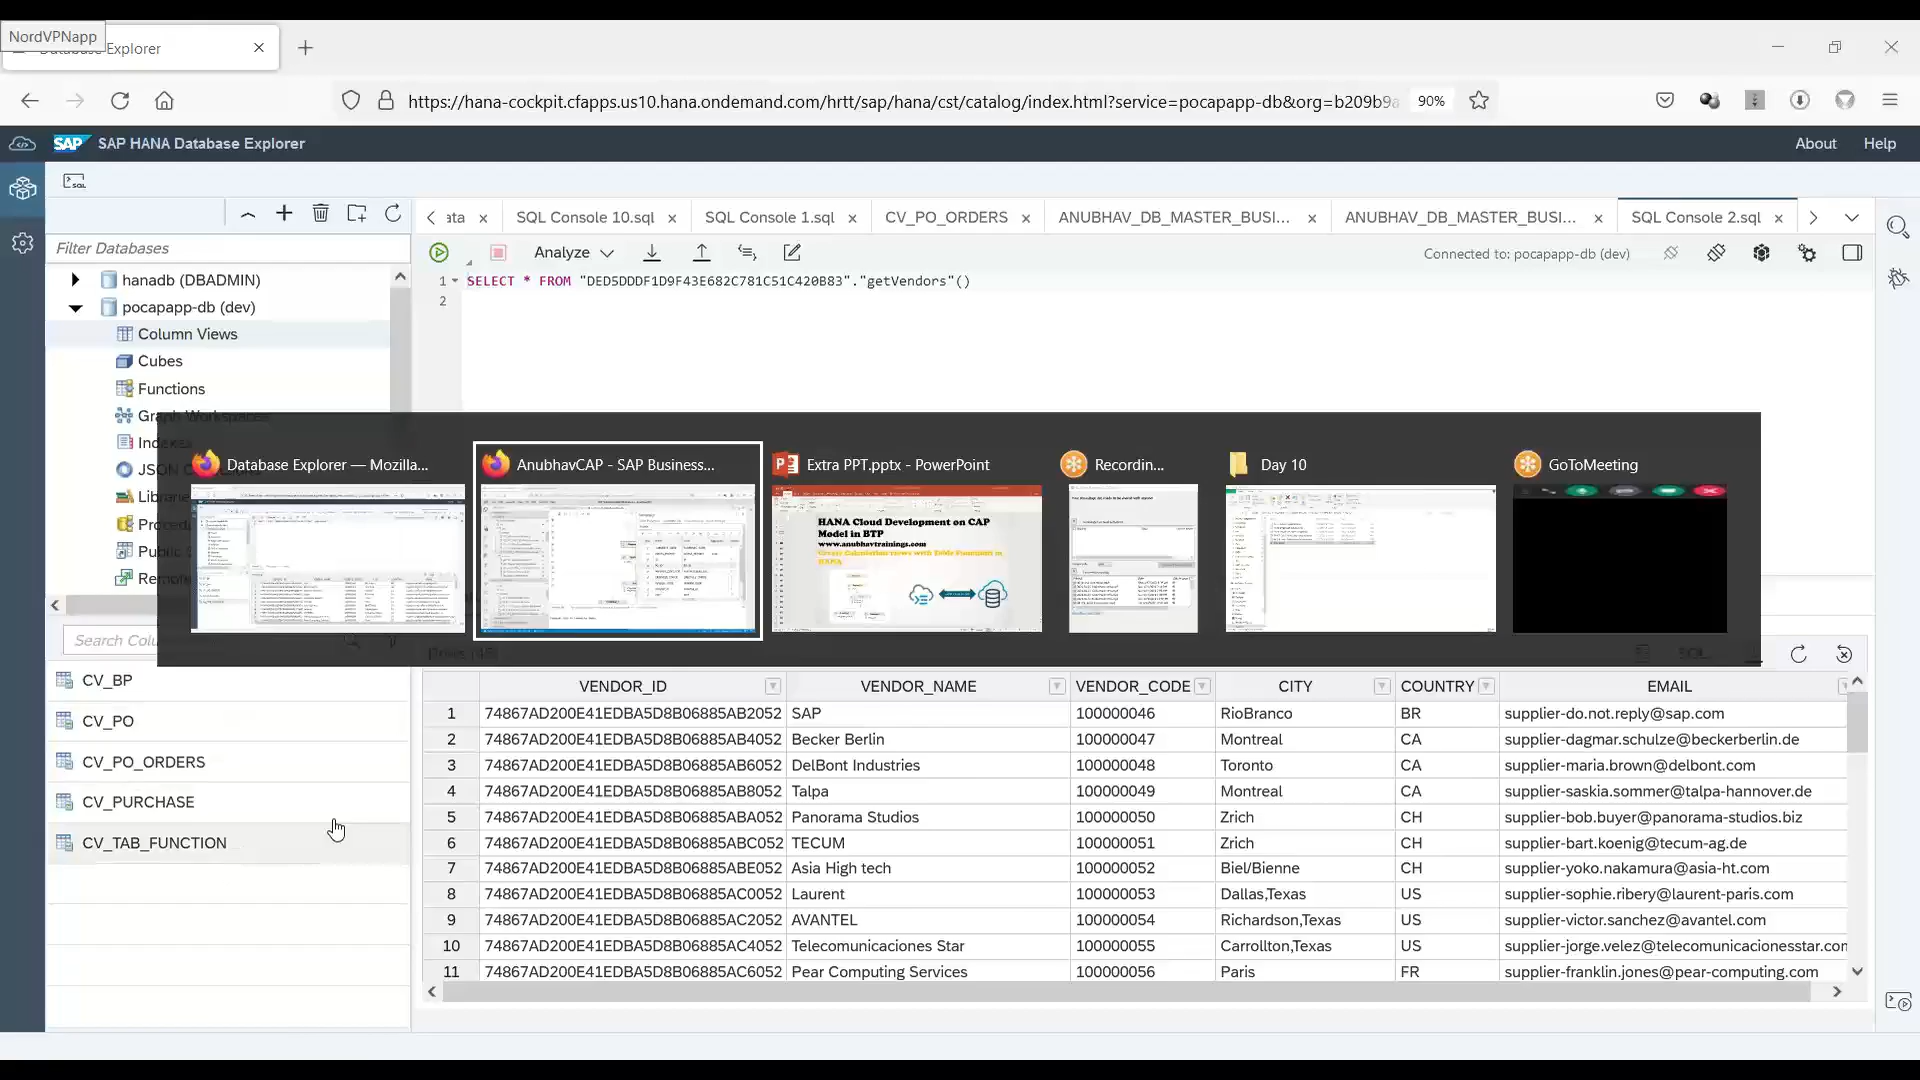 NordVPNapp
Database Explorer
https://hana-cockpit.cfapps.us10.hana.ondemand.com/hrtt/sap/hana/cst/catalog/index.html?service=pocapapp-db&org=b209b9a
90%
SAP SAP HANA Database Explorer
About Help
ata
SQL Console 10.sql
SQL Console 1.sql
CV_PO_ORDERS
ANUBHAV_DB_MASTER_BUSI...
ANUBHAV_DB_MASTER_BUSI...
SQL Console 2.sql
Filter Databases
Analyze
Connected to: pocapapp-db (dev)
1 SELECT * FROM "DED5DDDF1D9F43E682C781C51C420B83"."getVendors"()
2
hanadb (DBADMIN)
pocapapp-db (dev)
Column Views
Cubes
Functions
Graph Workspaces
Database Explorer — Mozilla...
AnubhavCAP - SAP Business...
Extra PPT.pptx - PowerPoint
Recordin...
Day 10
GoToMeeting
HANA Cloud Development on CAP
Model in BTP
www.anubhavtrainings.com
Search Colu
CV_BP
CV_PO
CV_PO_ORDERS
CV_PURCHASE
CV_TAB_FUNCTION
SQL
VENDOR_ID VENDOR_NAME VENDOR_CODE CITY COUNTRY EMAIL
1 74867AD200E41EDBA5D8B06885AB2052 SAP 100000046 RioBranco BR supplier-do.not.reply@sap.com
2 74867AD200E41EDBA5D8B06885AB4052 Becker Berlin 100000047 Montreal CA supplier-dagmar.schulze@beckerberlin.de
3 74867AD200E41EDBA5D8B06885AB6052 DelBont Industries 100000048 Toronto CA supplier-maria.brown@delbont.com
4 74867AD200E41EDBA5D8B06885AB8052 Talpa 100000049 Montreal CA supplier-saskia.sommer@talpa-hannover.de
5 74867AD200E41EDBA5D8B06885ABA052 Panorama Studios 100000050 Zrich CH supplier-bob.buyer@panorama-studios.biz
6 74867AD200E41EDBA5D8B06885ABC052 TECUM 100000051 Zrich CH supplier-bart.koenig@tecum-ag.de
7 74867AD200E41EDBA5D8B06885ABE052 Asia High tech 100000052 Biel/Bienne CH supplier-yoko.nakamura@asia-ht.com
8 74867AD200E41EDBA5D8B06885AC0052 Laurent 100000053 Dallas,Texas US supplier-sophie.ribery@laurent-paris.com
9 74867AD200E41EDBA5D8B06885AC2052 AVANTEL 100000054 Richardson,Texas US supplier-victor.sanchez@avantel.com
10 74867AD200E41EDBA5D8B06885AC4052 Telecomunicaciones Star 100000055 Carrollton,Texas US supplier-jorge.velez@telecomunicacionesstar.com
11 74867AD200E41EDBA5D8B06885AC6052 Pear Computing Services 100000056 Paris FR supplier-franklin.jones@pear-computing.com